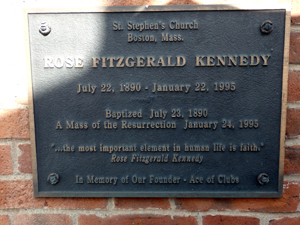 St. Stephen's Church
Boston, Mass.
ROSE FITZGERALD KENNEDY
July 22, 1890 - January 22, 1995
Baptized July 23, 1890
A Mass of the Resurrection January 24, 1995
"...the most important element in human life is faith."
Rose Fitzgerald Kennedy
In Memory of Our Founder - Ace of Clubs